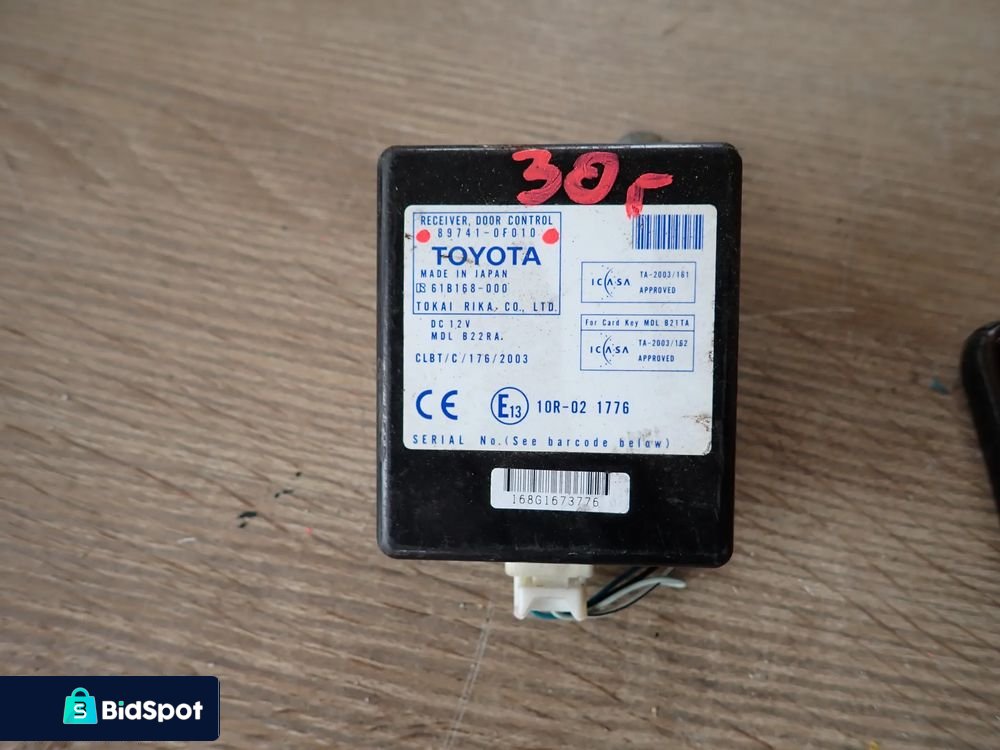 30,-
RECEIVER, DOOR CONTROL
89741-0F010
TOYOTA
MADE IN JAPAN
61B168-000
TOKAI RIKA. CO., LTD.
DC 12V
MDL B22RA.
CLBT/C/176/2003
ICASA
TA-2003/161
APPROVED
For Card Key MDL B21TA
ICASA
TA-2003/162
APPROVED
CE E13 10R-02 1776
SERIAL No.(See barcode below)
168G1673776
BidSpot